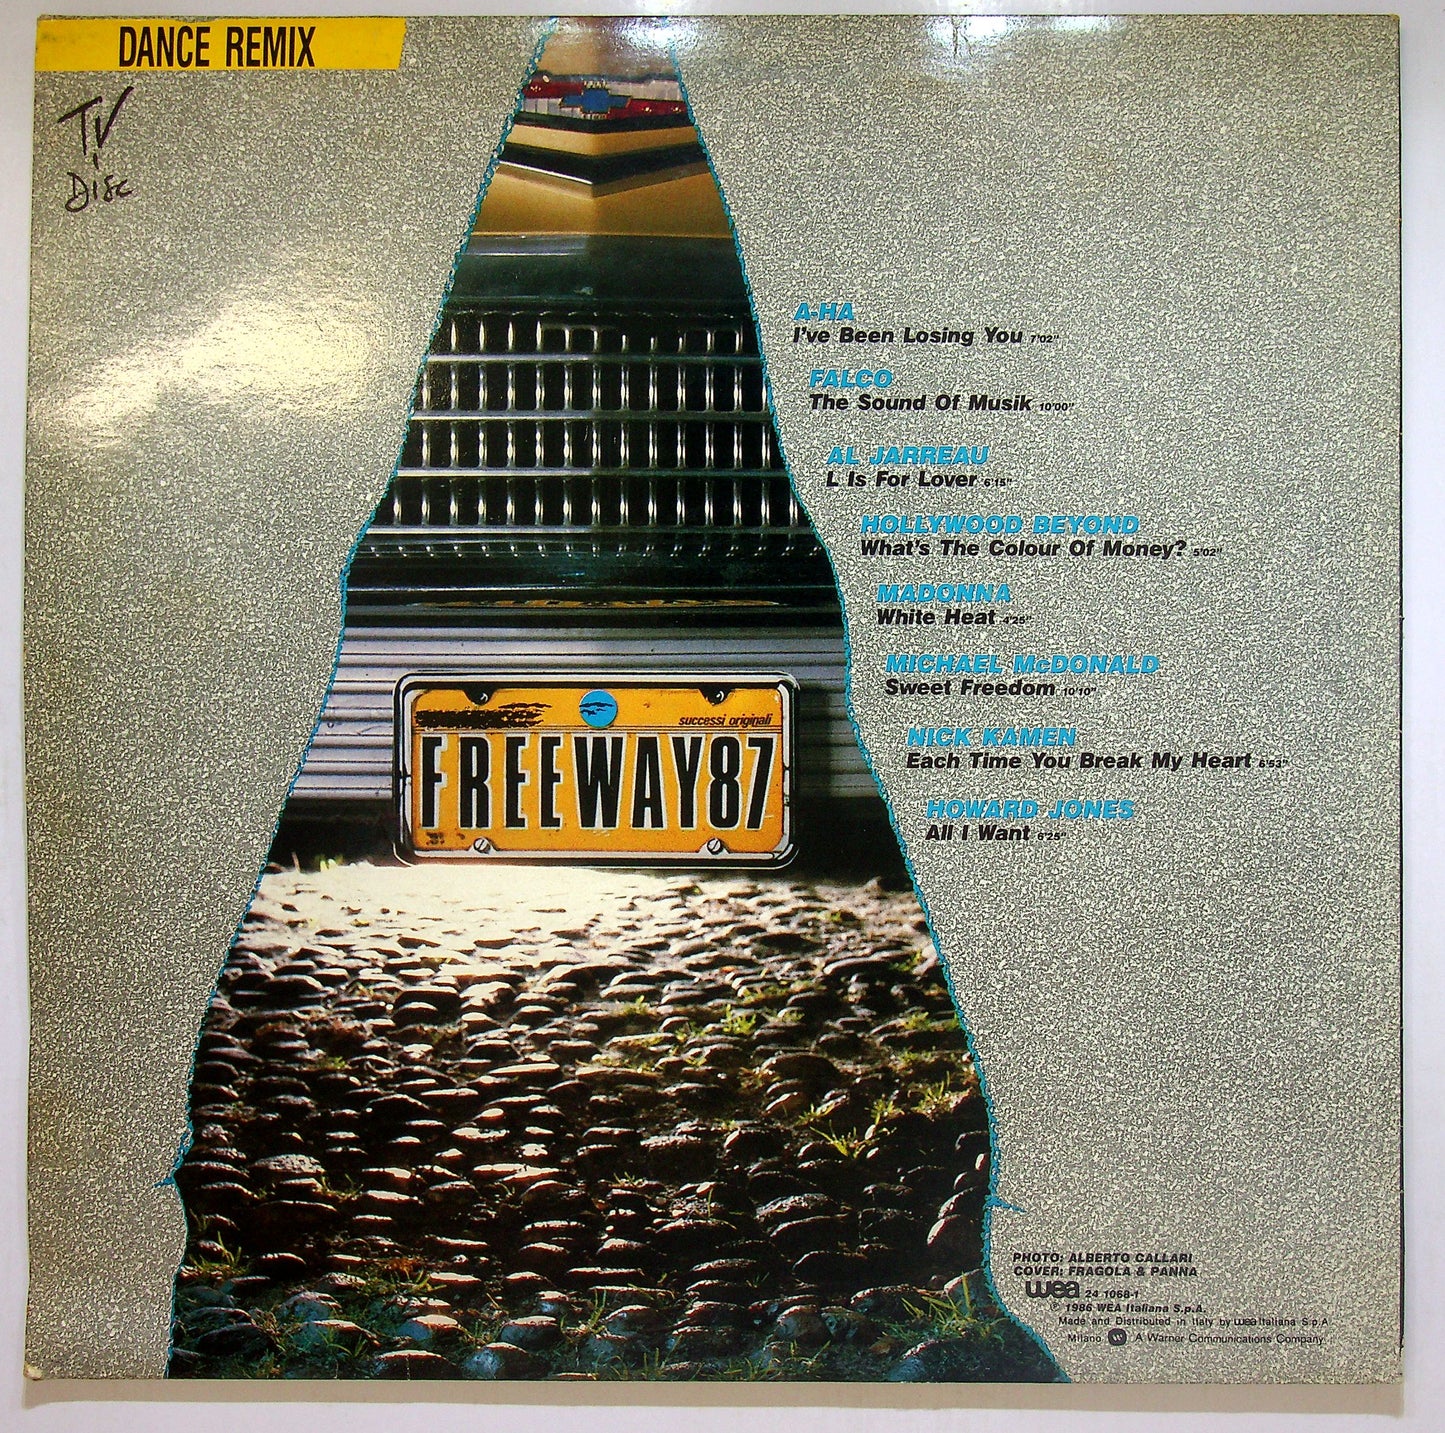 DANCE REMIX
TV
Disc
A-HA
I've Been Losing You 7'02"
FALCO
The Sound Of Musik 10'00"
AL JARREAU
L Is For Lover 6'15"
HOLLYWOOD BEYOND
What's The Colour Of Money? 5'02"
MADONNA
White Heat 4'25"
MICHAEL McDONALD
Sweet Freedom 10'10"
NICK KAMEN
Each Time You Break My Heart 6'53"
HOWARD JONES
All I Want 6'25"
successi originali
FREEWAY87
PHOTO: ALBERTO CALLARI
COVER: FRAGOLA & PANNA
wea 24 1068-1
© 1986 WEA Italiana S.p.A.
Made and Distributed in Italy by wea Italiana S.p.A.
Milano A Warner Communications Company